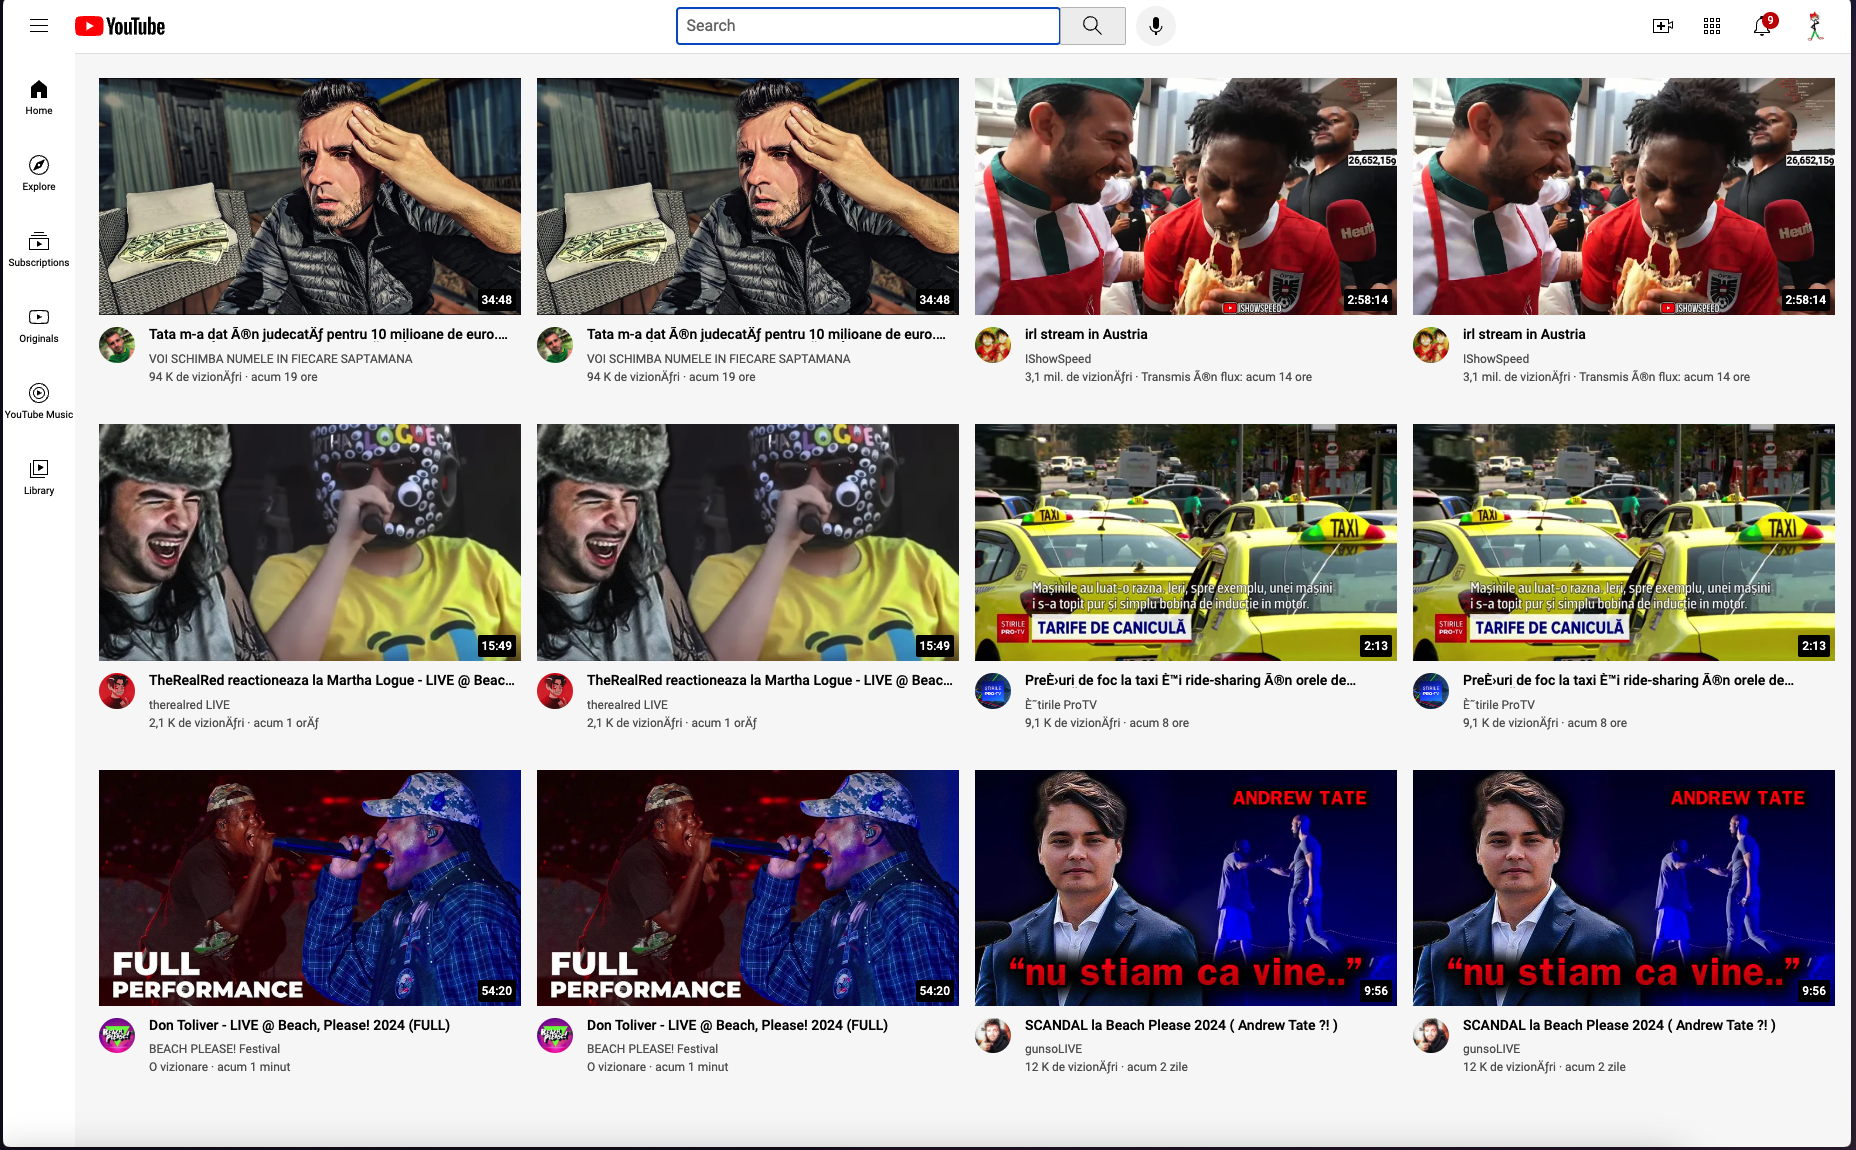 YouTube
Search
9
Home
Explore
Subscriptions
Originals
YouTube Music
Library
34:48
34:48
26,652,159
Heute
ISHOWSPEED
2:58:14
26,652,159
Heute
ISHOWSPEED
2:58:14
Tata m-a dat Ã®n judecatÄƒ pentru 10 milioane de euro....
VOI SCHIMBA NUMELE IN FIECARE SAPTAMANA
94 K de vizionÄƒri · acum 19 ore
Tata m-a dat Ã®n judecatÄƒ pentru 10 milioane de euro....
VOI SCHIMBA NUMELE IN FIECARE SAPTAMANA
94 K de vizionÄƒri · acum 19 ore
irl stream in Austria
IShowSpeed
3,1 mil. de vizionÄƒri · Transmis Ã®n flux: acum 14 ore
irl stream in Austria
IShowSpeed
3,1 mil. de vizionÄƒri · Transmis Ã®n flux: acum 14 ore
LOGUE
15:49
LOGUE
15:49
TAXI
TAXI
Mașinile au luat-o razna. Ieri, spre exemplu, unei mașini
i s-a topit pur și simplu bobina de inducție in motor.
ȘTIRILE
PRO•TV
TARIFE DE CANICULĂ
2:13
TAXI
TAXI
Mașinile au luat-o razna. Ieri, spre exemplu, unei mașini
i s-a topit pur și simplu bobina de inducție in motor.
ȘTIRILE
PRO•TV
TARIFE DE CANICULĂ
2:13
TheRealRed reactioneaza la Martha Logue - LIVE @ Beac...
therealred LIVE
2,1 K de vizionÄƒri · acum 1 orÄƒ
TheRealRed reactioneaza la Martha Logue - LIVE @ Beac...
therealred LIVE
2,1 K de vizionÄƒri · acum 1 orÄƒ
PreÈ›uri de foc la taxi È™i ride-sharing Ã®n orele de...
È˜tirile ProTV
9,1 K de vizionÄƒri · acum 8 ore
PreÈ›uri de foc la taxi È™i ride-sharing Ã®n orele de...
È˜tirile ProTV
9,1 K de vizionÄƒri · acum 8 ore
FULL
PERFORMANCE
54:20
FULL
PERFORMANCE
54:20
ANDREW TATE
"nu stiam ca vine.."
9:56
ANDREW TATE
"nu stiam ca vine.."
9:56
Don Toliver - LIVE @ Beach, Please! 2024 (FULL)
BEACH PLEASE! Festival
O vizionare · acum 1 minut
Don Toliver - LIVE @ Beach, Please! 2024 (FULL)
BEACH PLEASE! Festival
O vizionare · acum 1 minut
SCANDAL la Beach Please 2024 ( Andrew Tate ?! )
gunsoLIVE
12 K de vizionÄƒri · acum 2 zile
SCANDAL la Beach Please 2024 ( Andrew Tate ?! )
gunsoLIVE
12 K de vizionÄƒri · acum 2 zile